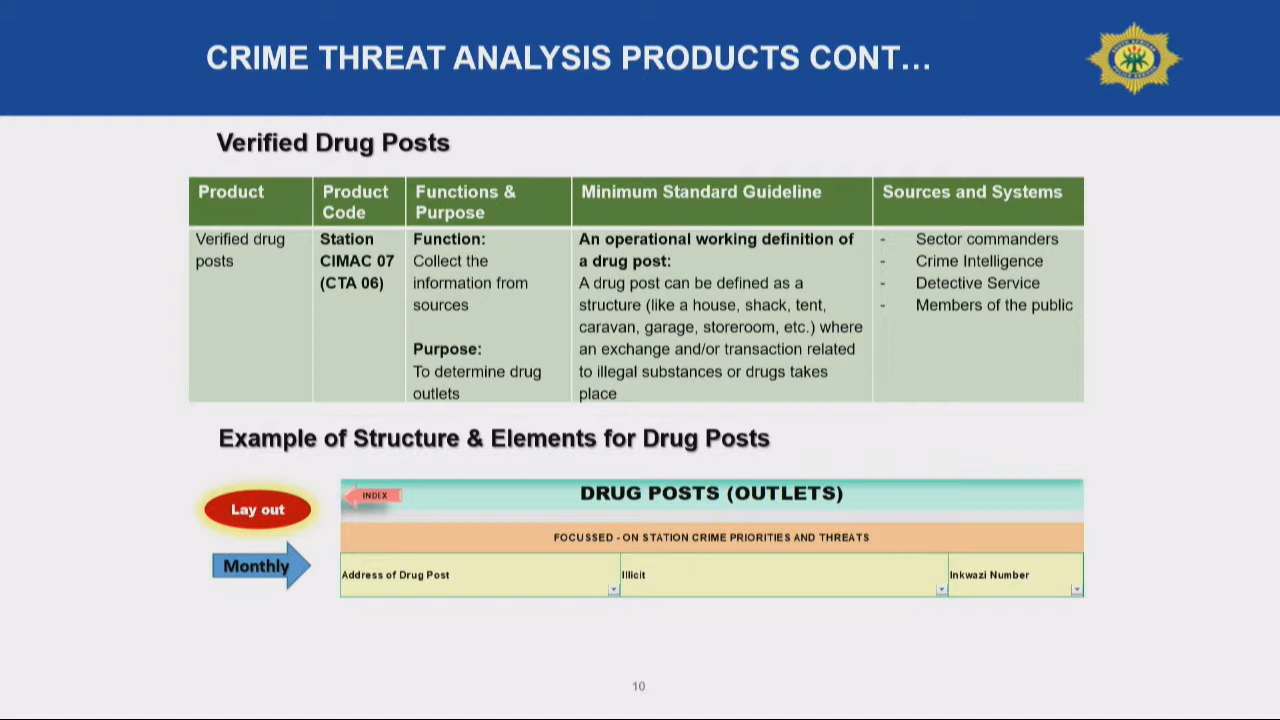 CRIME THREAT ANALYSIS PRODUCTS CONT...
Verified Drug Posts
Product
Product
Code
Functions &
Purpose
Minimum Standard Guideline
Sources and Systems
Verified drug
posts
Station
CIMAC 07
(CTA 06)
Function:
Collect the
information from
sources
Purpose:
To determine drug
outlets
An operational working definition of
a drug post:
A drug post can be defined as a
structure (like a house, shack, tent,
caravan, garage, storeroom, etc.) where
an exchange and/or transaction related
to illegal substances or drugs takes
place
- Sector commanders
- Crime Intelligence
- Detective Service
- Members of the public
Example of Structure & Elements for Drug Posts
Lay out
Monthly
INDEX
DRUG POSTS (OUTLETS)
FOCUSSED - ON STATION CRIME PRIORITIES AND THREATS
Address of Drug Post
Illicit
Inkwazi Number
10